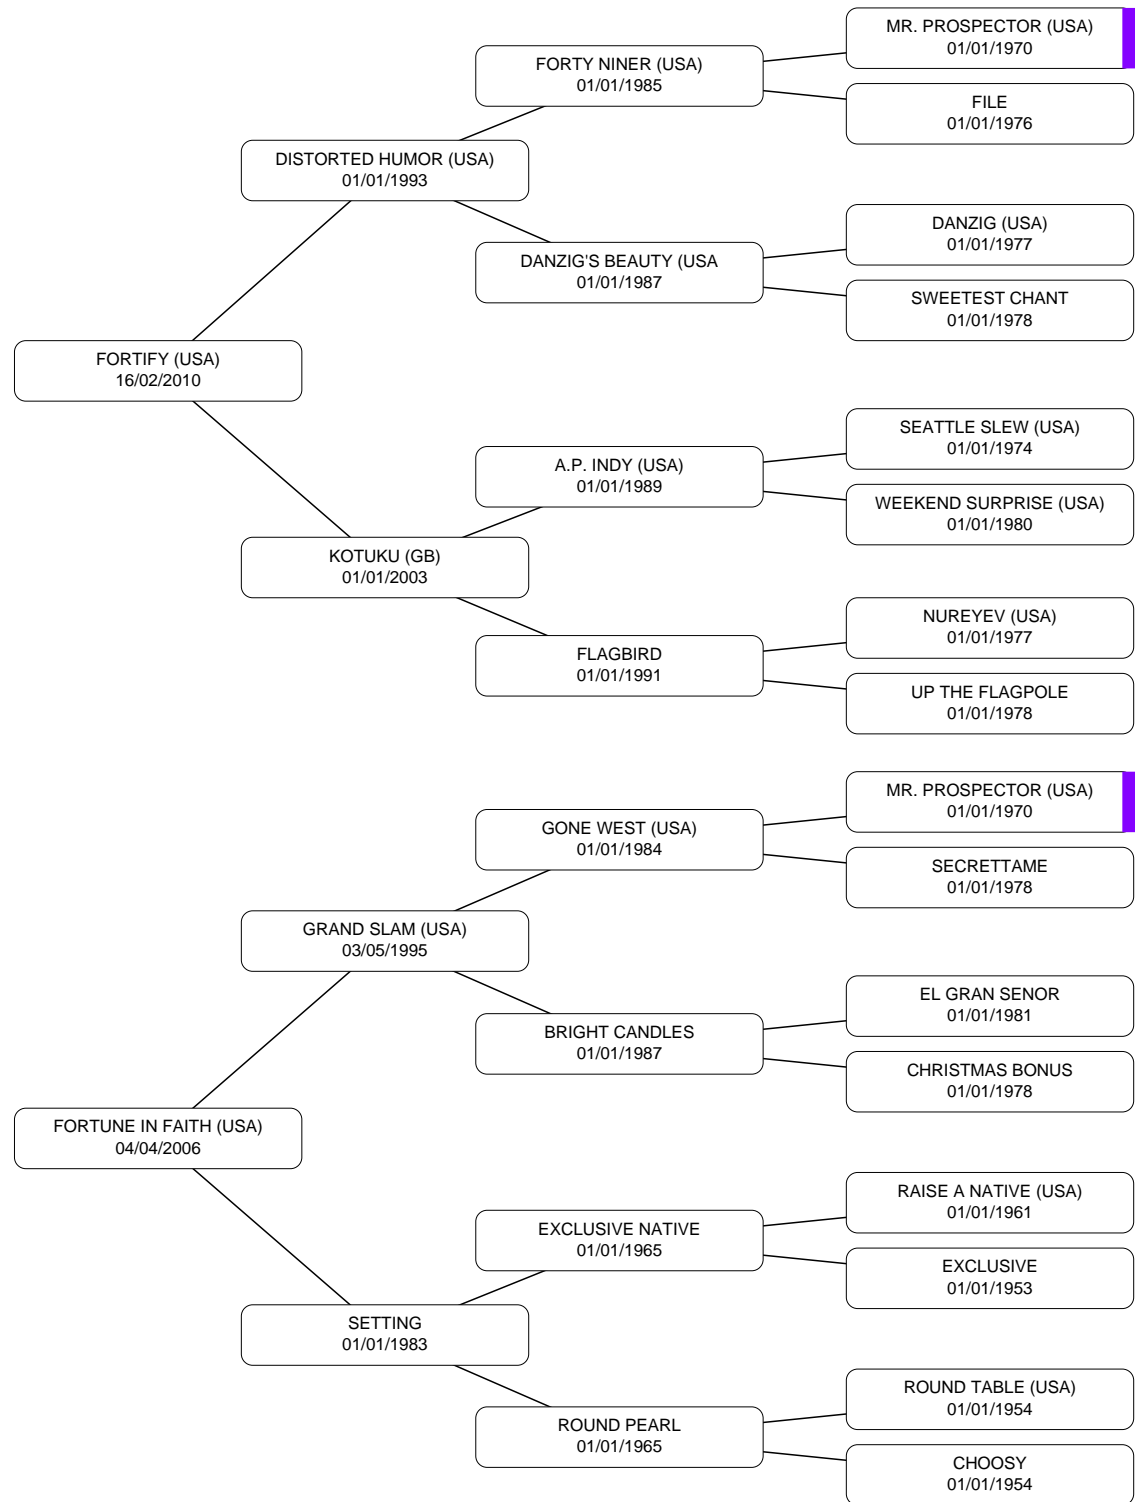 MR. PROSPECTOR (USA)
01/01/1970
FORTY NINER (USA)
01/01/1985
FILE
01/01/1976
DISTORTED HUMOR (USA)
01/01/1993
DANZIG (USA)
01/01/1977
DANZIG'S BEAUTY (USA
01/01/1987
SWEETEST CHANT
01/01/1978
FORTIFY (USA)
16/02/2010
SEATTLE SLEW (USA)
01/01/1974
A.P. INDY (USA)
01/01/1989
WEEKEND SURPRISE (USA)
01/01/1980
KOTUKU (GB)
01/01/2003
NUREYEV (USA)
01/01/1977
FLAGBIRD
01/01/1991
UP THE FLAGPOLE
01/01/1978
MR. PROSPECTOR (USA)
01/01/1970
GONE WEST (USA)
01/01/1984
SECRETTAME
01/01/1978
GRAND SLAM (USA)
03/05/1995
EL GRAN SENOR
01/01/1981
BRIGHT CANDLES
01/01/1987
CHRISTMAS BONUS
01/01/1978
FORTUNE IN FAITH (USA)
04/04/2006
RAISE A NATIVE (USA)
01/01/1961
EXCLUSIVE NATIVE
01/01/1965
EXCLUSIVE
01/01/1953
SETTING
01/01/1983
ROUND TABLE (USA)
01/01/1954
ROUND PEARL
01/01/1965
CHOOSY
01/01/1954